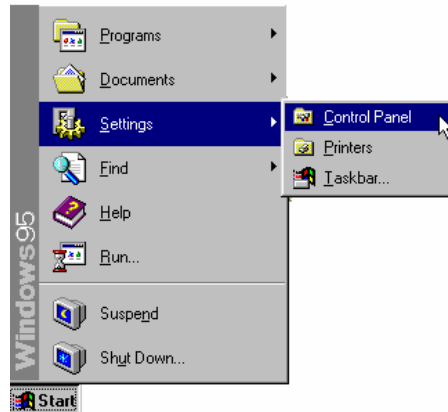 Programs
Documents
Settings
Find
Help
Run...
Suspend
Shut Down...
Control Panel
Printers
Taskbar...
Windows95
Start